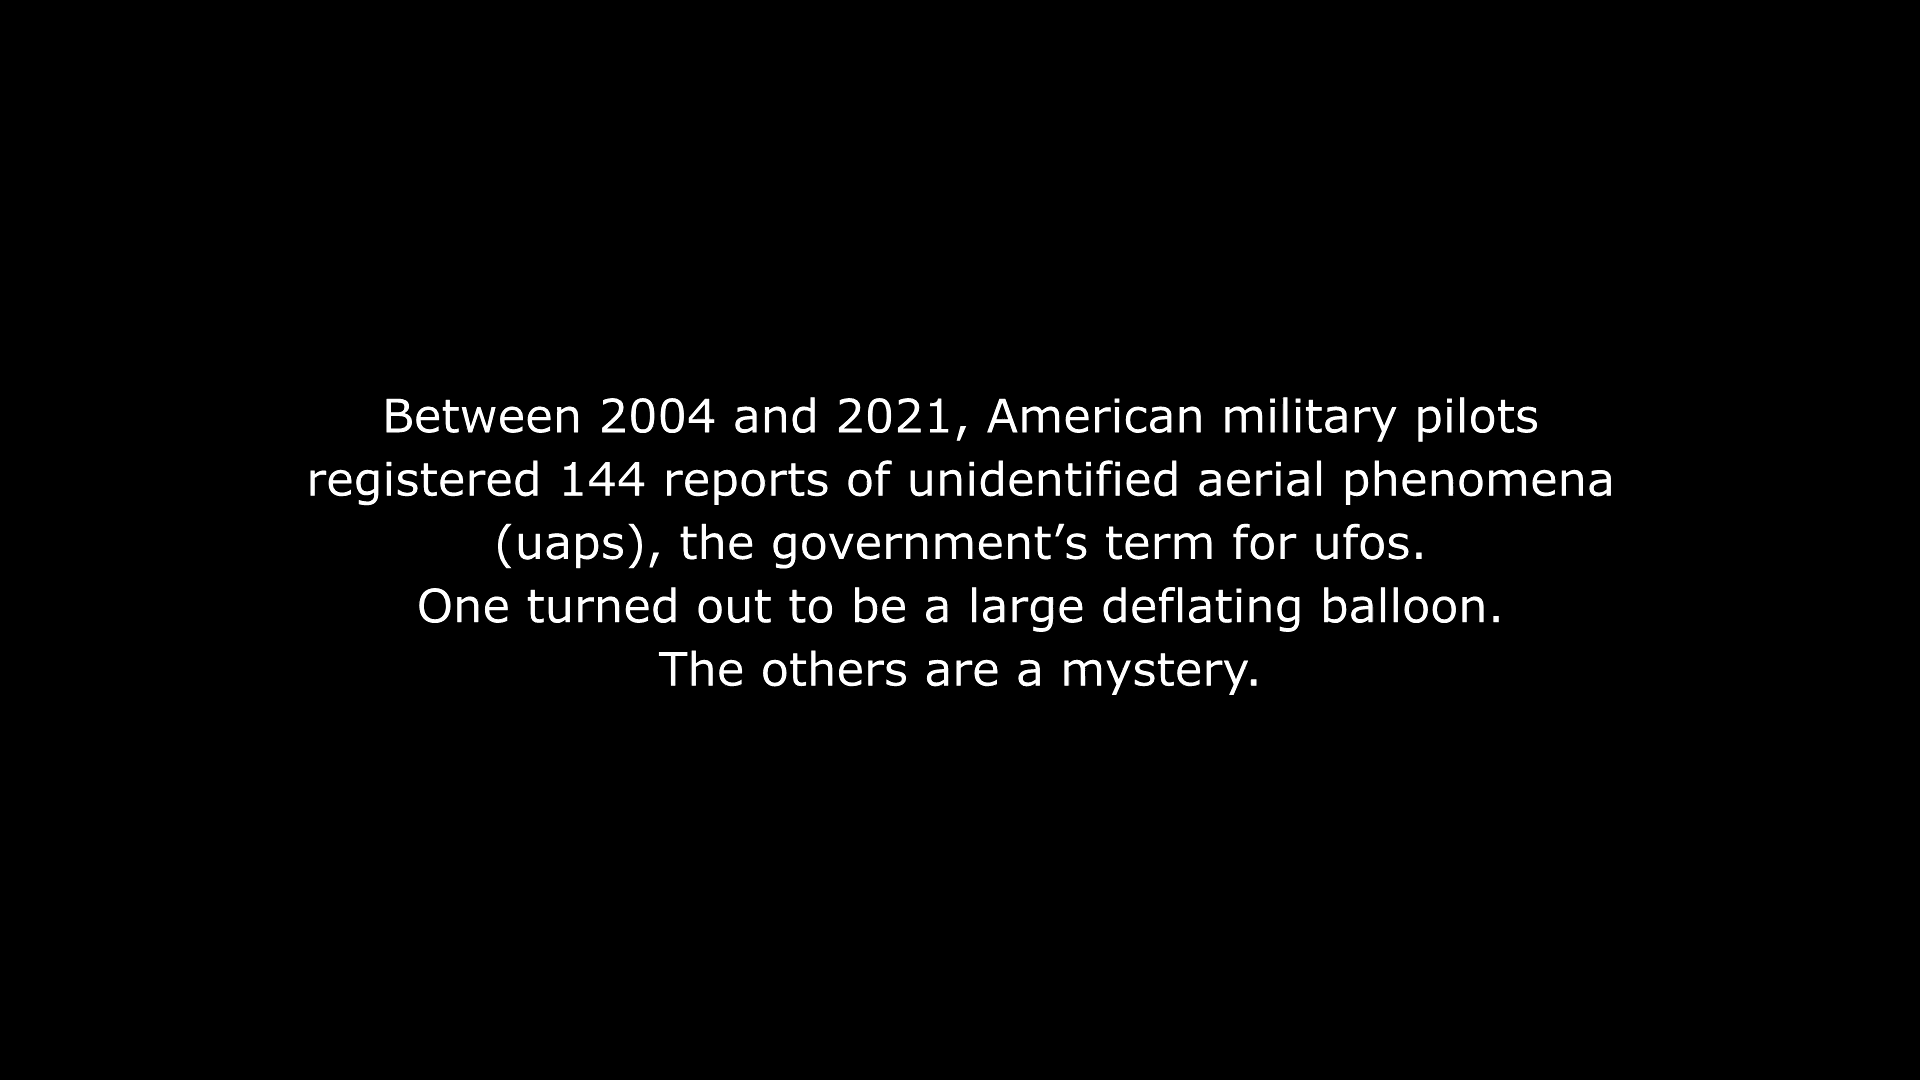 Between 2004 and 2021, American military pilots
registered 144 reports of unidentified aerial phenomena
(uaps), the government’s term for ufos.
One turned out to be a large deflating balloon.
The others are a mystery.